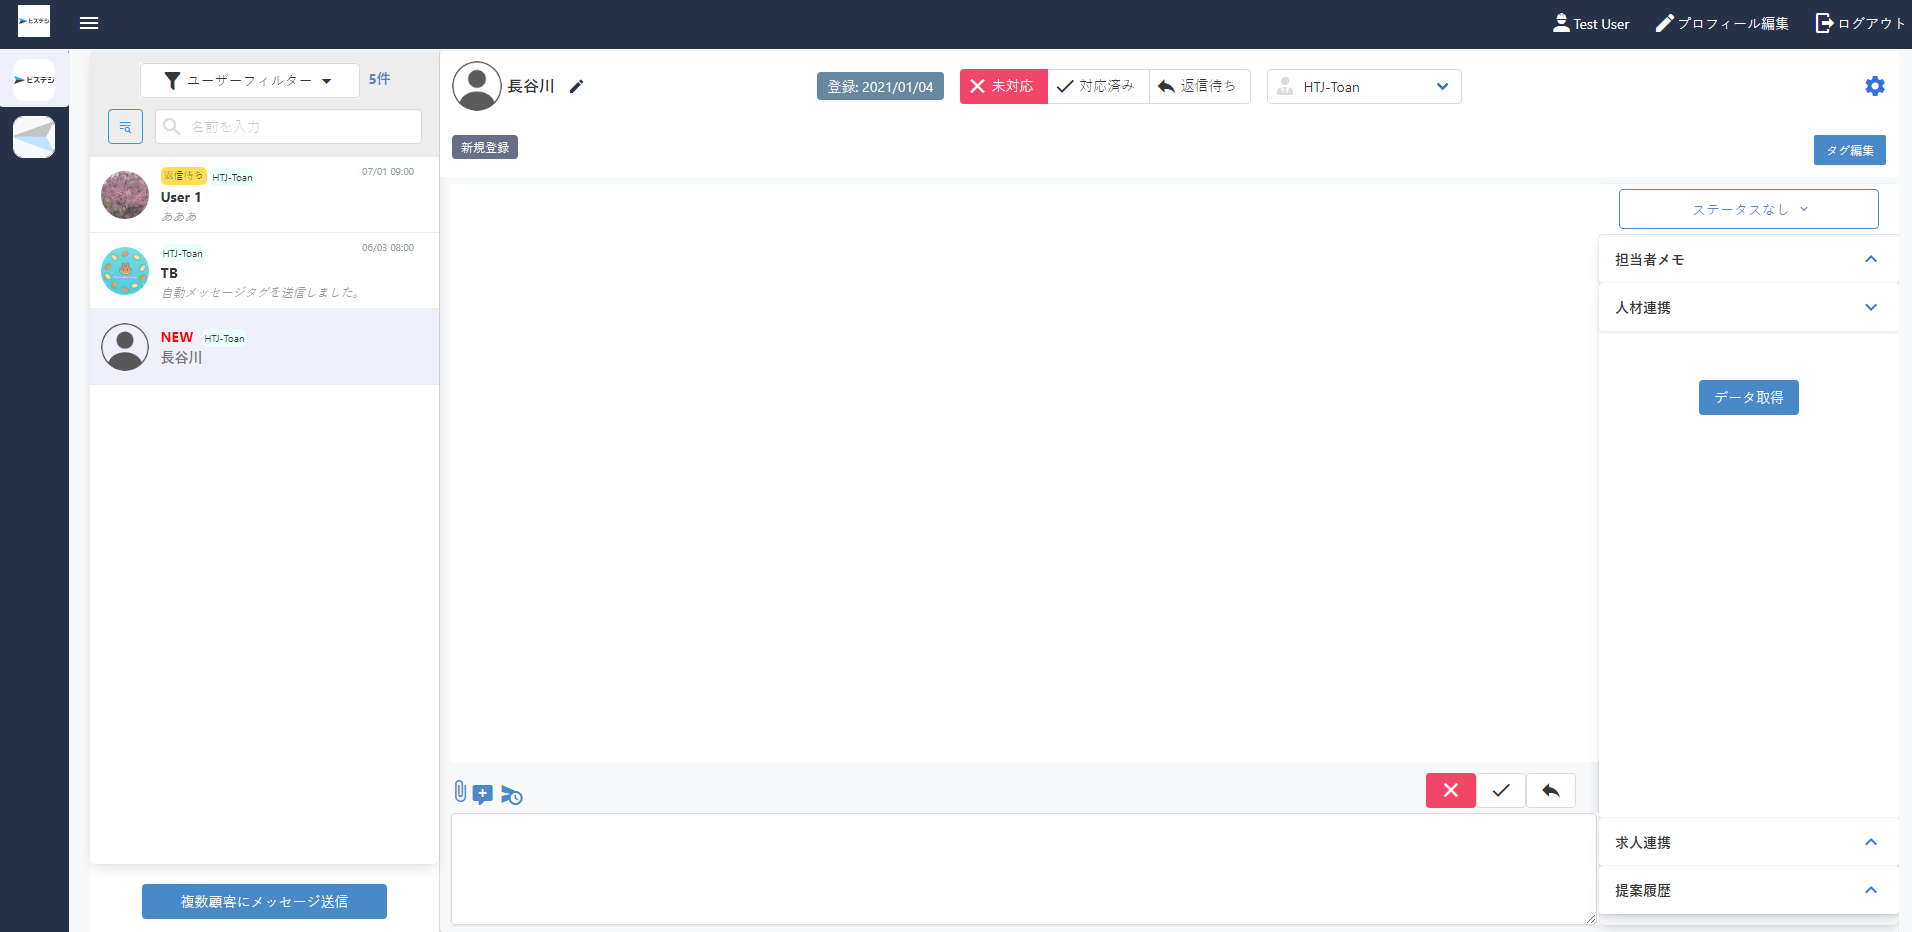 ヒステジ
Test User
プロフィール編集
ログアウト
ヒステジ
ユーザーフィルター
5件
名前を入力
返信待ち
HTJ-Toan
07/01 09:00
User 1
あああ
HTJ-Toan
06/03 08:00
TB
自動メッセージタグを送信しました。
NEW
HTJ-Toan
長谷川
複数顧客にメッセージ送信
長谷川
登録: 2021/01/04
未対応
対応済み
返信待ち
HTJ-Toan
新規登録
タグ編集
ステータスなし
担当者メモ
人材連携
データ取得
求人連携
提案履歴